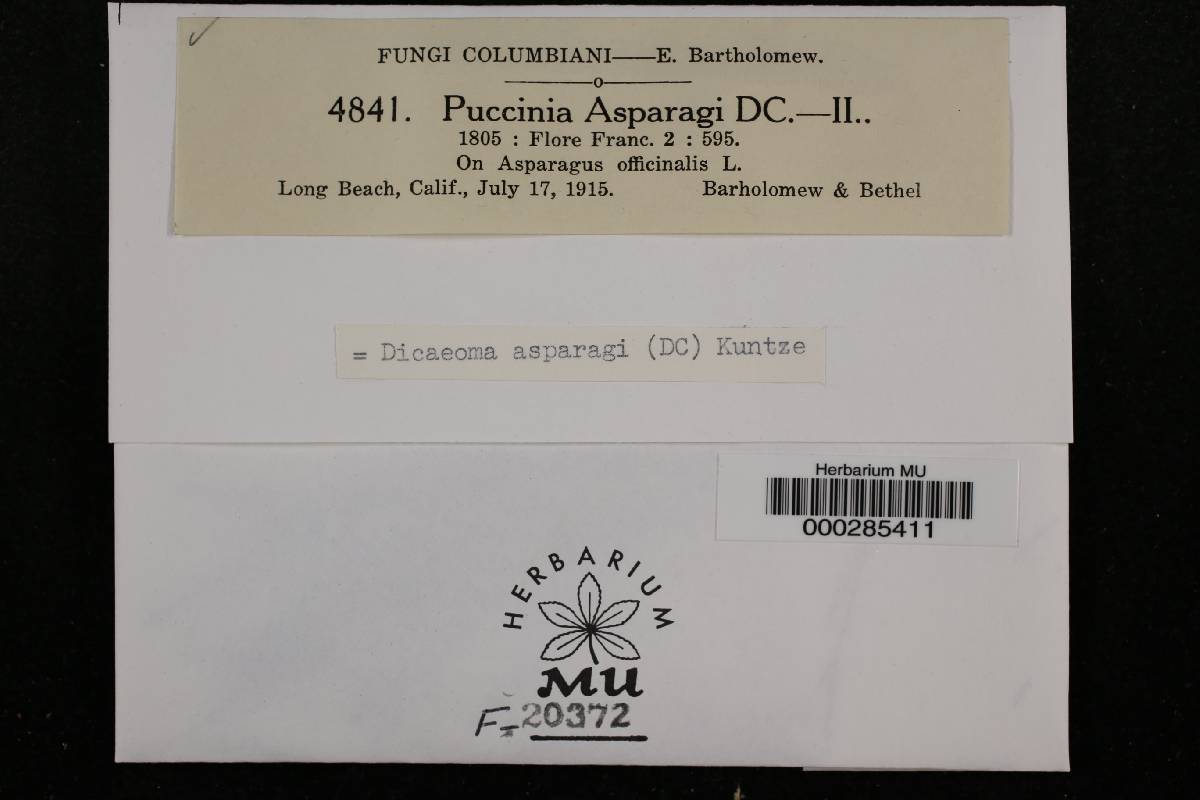 FUNGI COLUMBIANI——E. Bartholomew.
o
4841. Puccinia Asparagi DC.—II..
1805 : Flore Franc. 2 : 595.
On Asparagus officinalis L.
Long Beach, Calif., July 17, 1915. Barholomew & Bethel
= Dicaeoma asparagi (DC) Kuntze
Herbarium MU
000285411
HERBARIUM
MU
F-20372